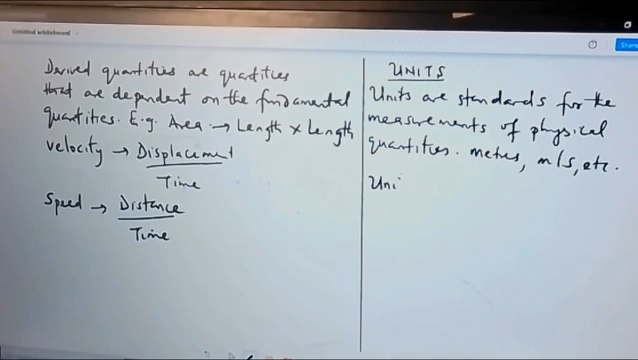 Untitled whiteboard
Share
Derived quantities are quantities
that are dependent on the fundamental
quantities. E.g. Area → Length × Length
velocity → Displacement
Time
Speed → Distance
Time
UNITS
Units are standards for the
measurements of physical
quantities. metres, m/s, etc.
Uni